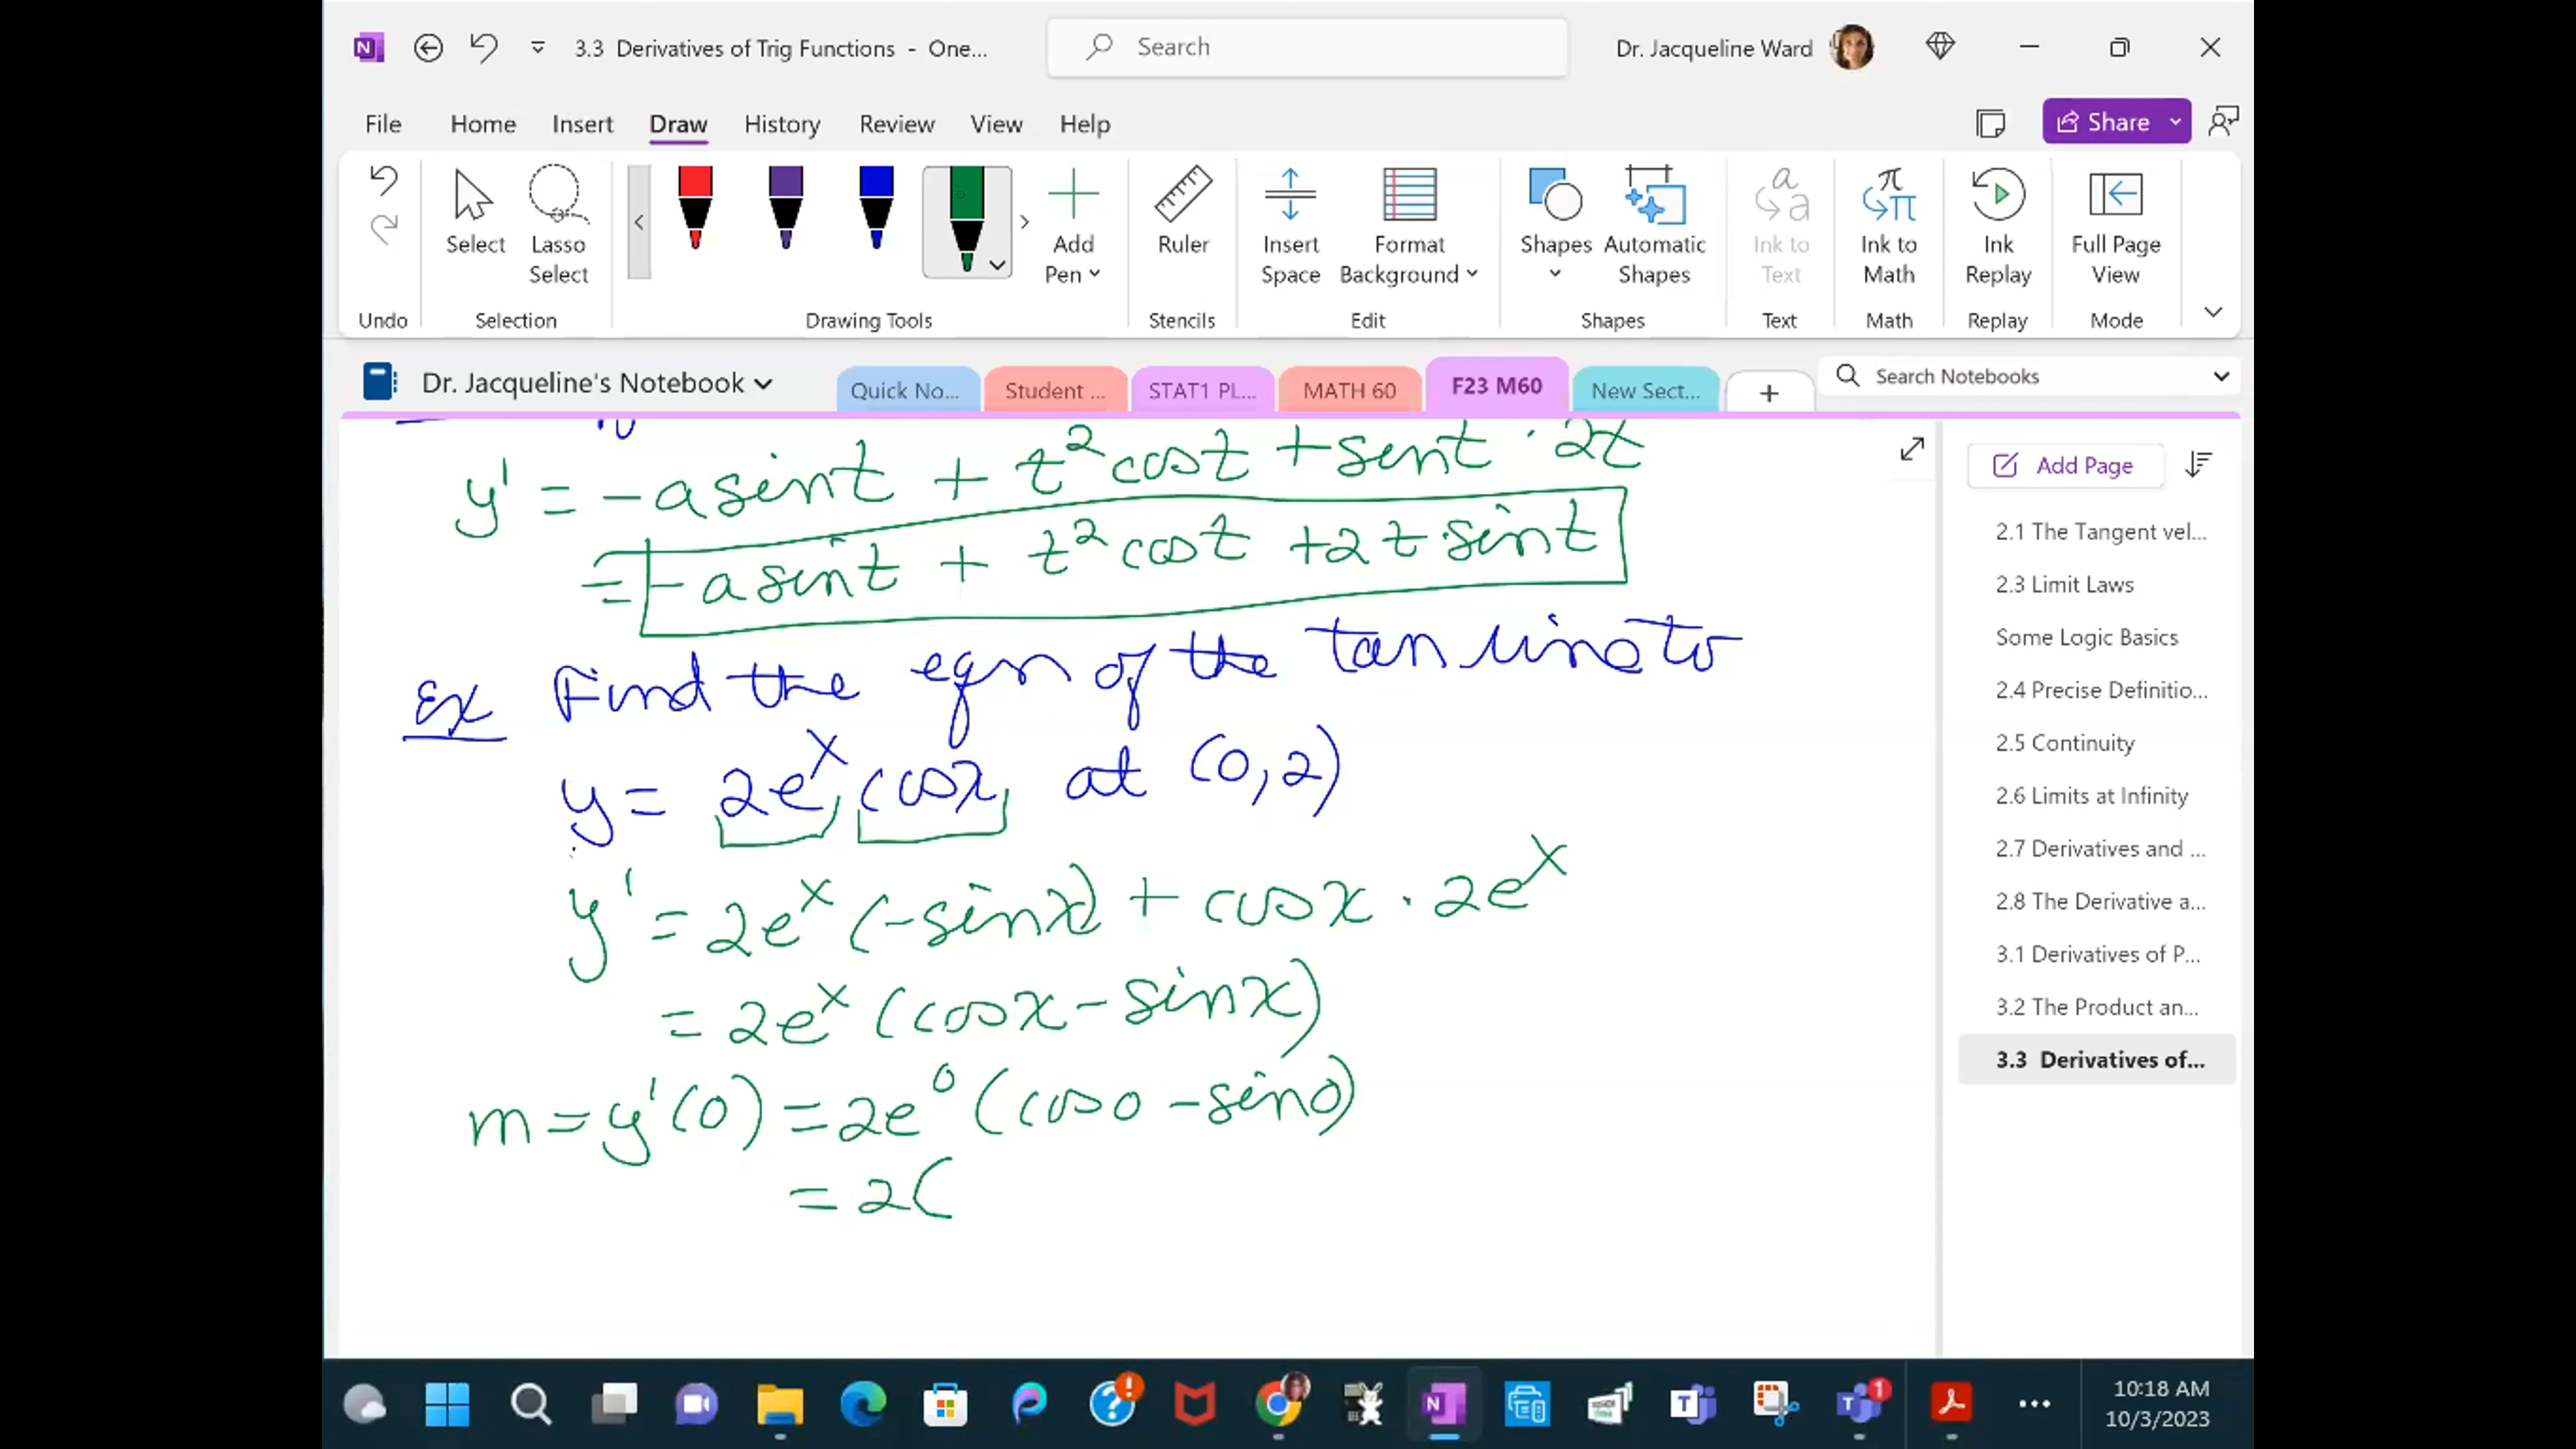 3.3 Derivatives of Trig Functions - One...
Search
Dr. Jacqueline Ward
File Home Insert Draw History Review View Help
Share
Select
Lasso Select
Add Pen
Ruler
Insert Space
Format Background
Shapes
Automatic Shapes
Ink to Text
Ink to Math
Ink Replay
Full Page View
Undo Selection Drawing Tools Stencils Edit Shapes Text Math Replay Mode
Dr. Jacqueline's Notebook
Quick No...
Student ...
STAT1 PL...
MATH 60
F23 M60
New Sect...
+
Search Notebooks
y' = -asint + t² cost + sint · 2t
= -asint + t² cost + 2t sint
Ex Find the eqn of the tan line to
y = 2eˣ cosx at (0,2)
y' = 2eˣ (-sinx) + cosx · 2eˣ
= 2eˣ (cosx - sinx)
m = y'(0) = 2e⁰ (cos0 - sin0)
= 2(
Add Page
2.1 The Tangent vel...
2.3 Limit Laws
Some Logic Basics
2.4 Precise Definitio...
2.5 Continuity
2.6 Limits at Infinity
2.7 Derivatives and ...
2.8 The Derivative a...
3.1 Derivatives of P...
3.2 The Product an...
3.3 Derivatives of...
10:18 AM
10/3/2023